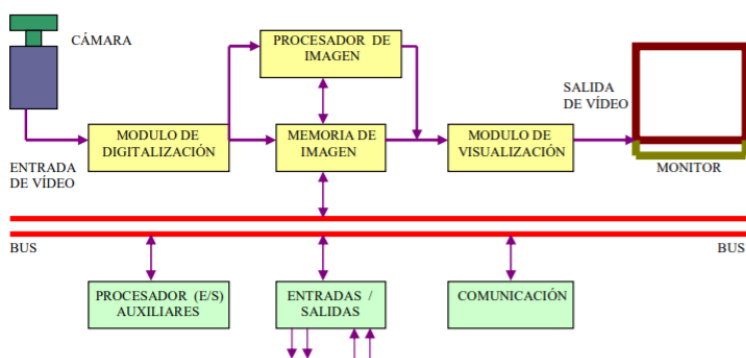 CÁMARA
PROCESADOR DE
IMAGEN
SALIDA
DE VÍDEO
MODULO DE
DIGITALIZACIÓN
MEMORIA DE
IMAGEN
MODULO DE
VISUALIZACIÓN
ENTRADA
DE VÍDEO
MONITOR
BUS
BUS
PROCESADOR (E/S)
AUXILIARES
ENTRADAS /
SALIDAS
COMUNICACIÓN